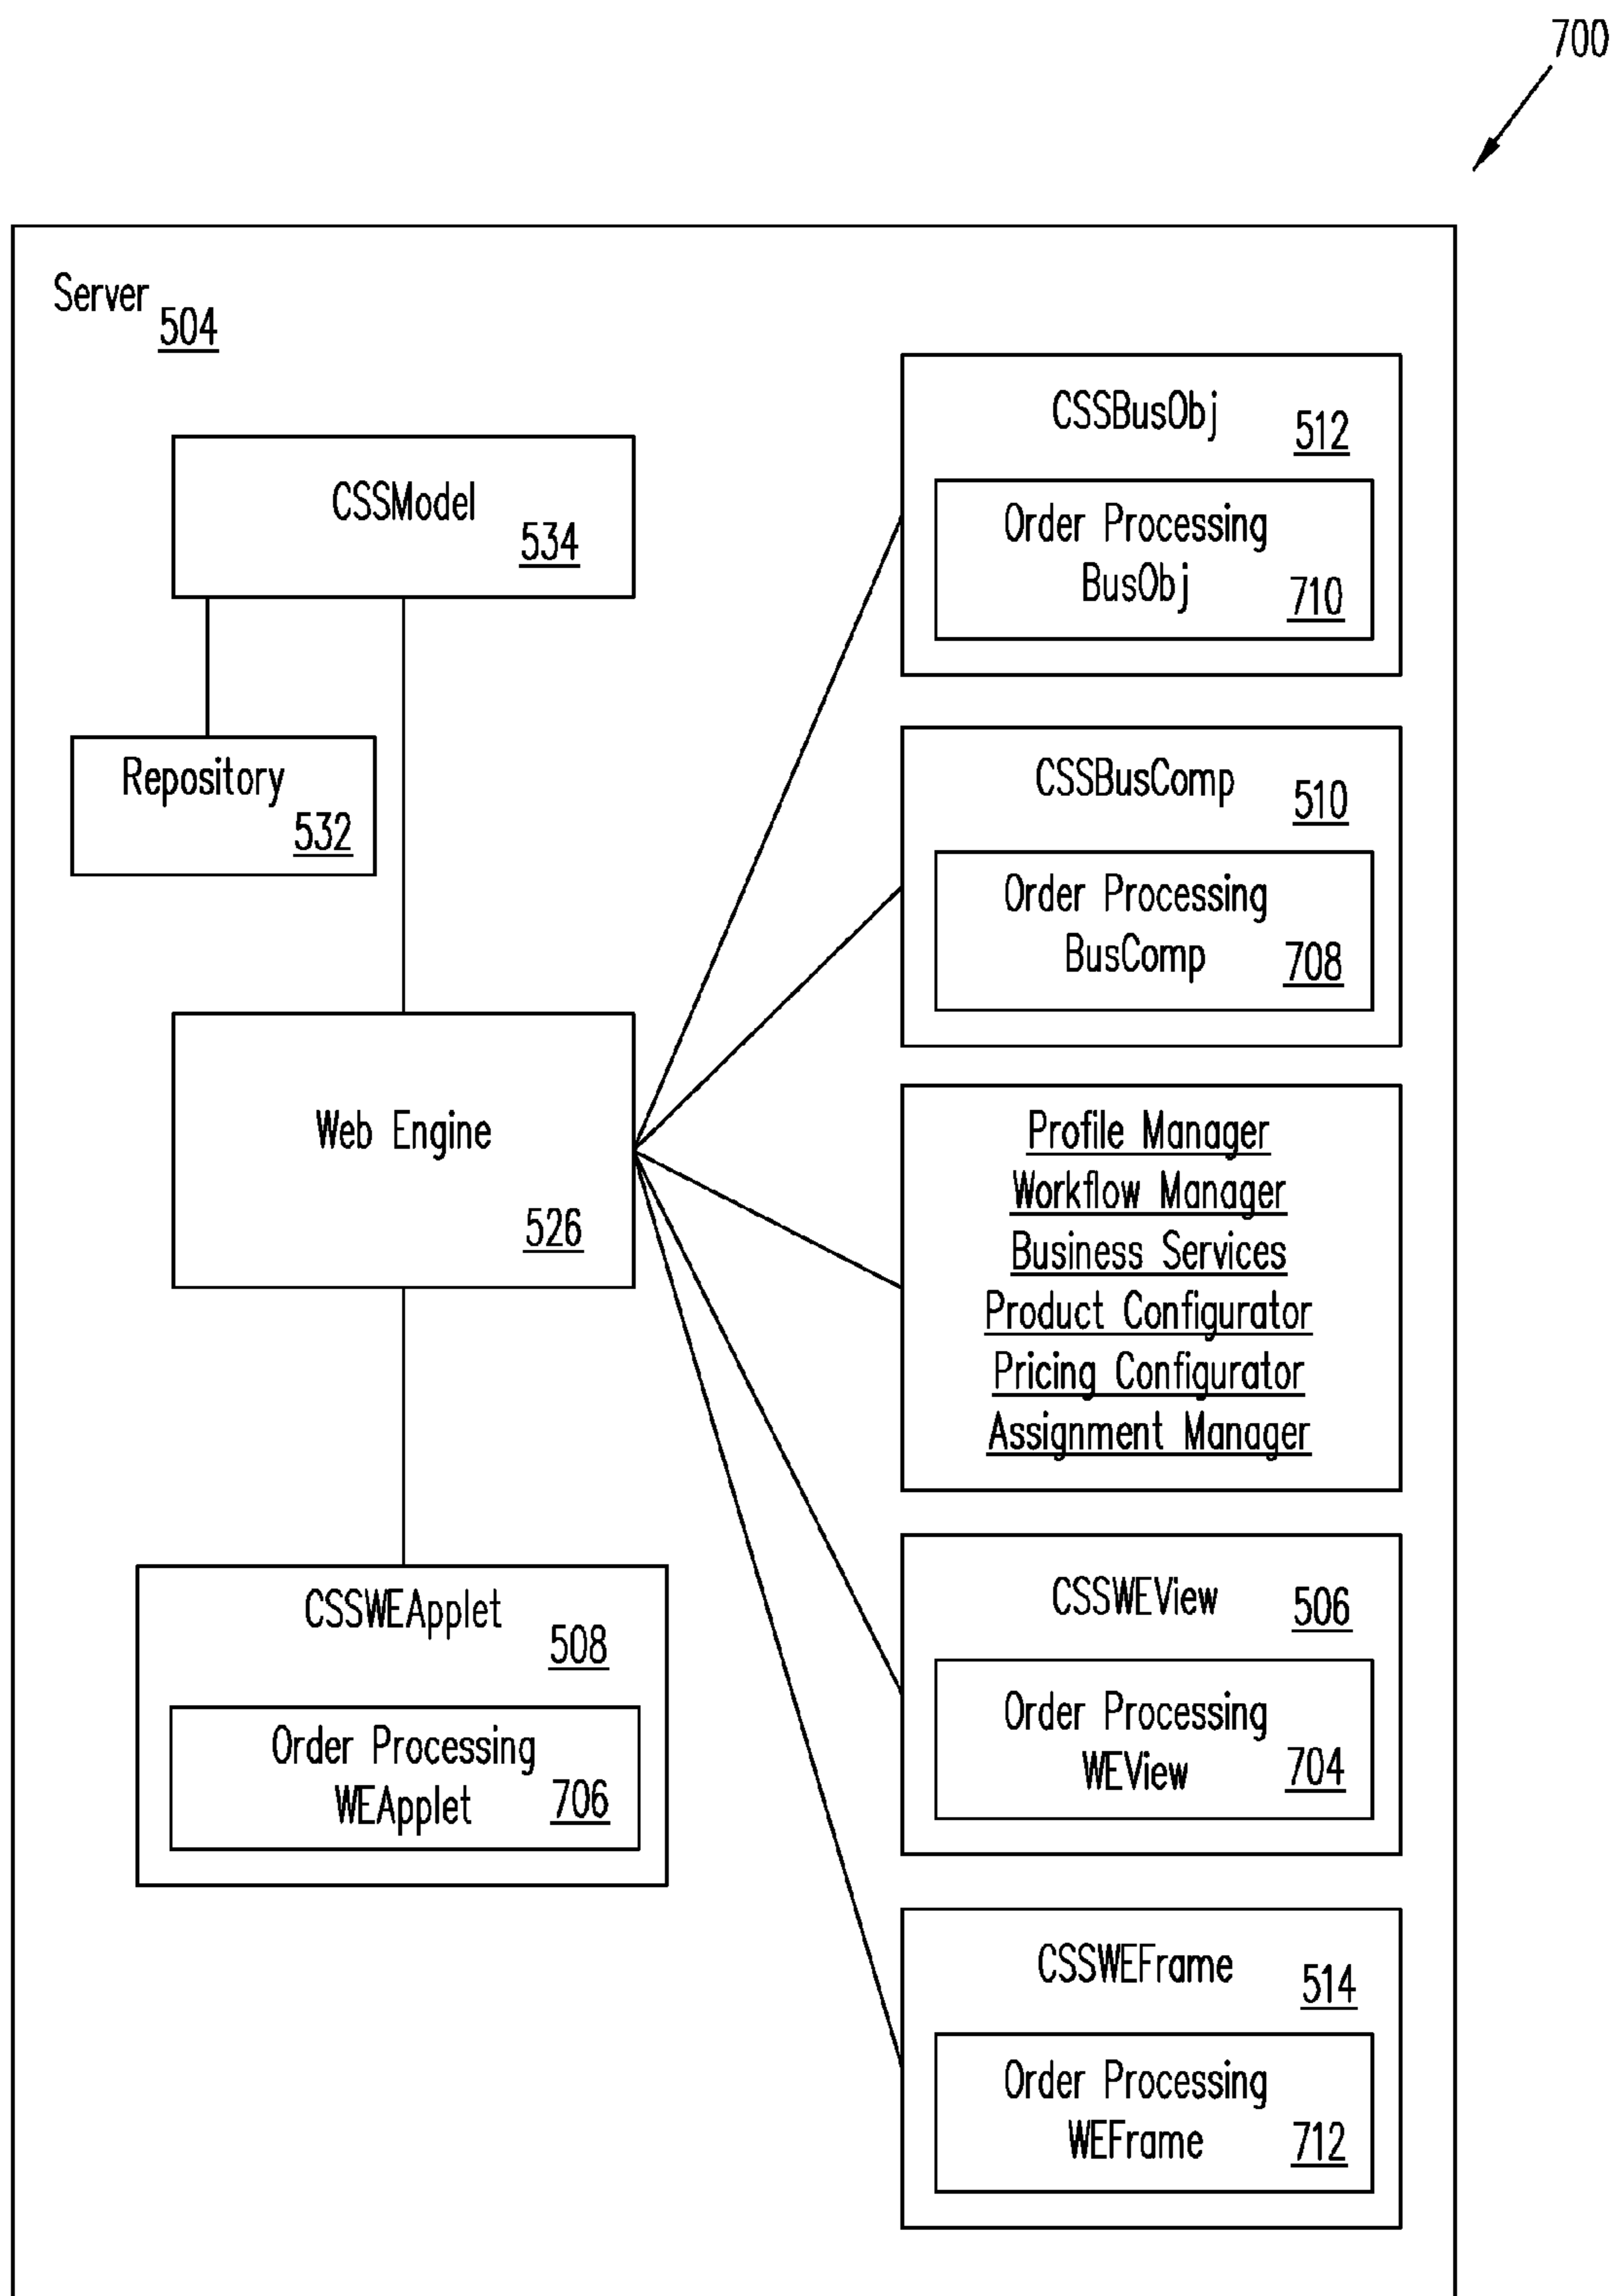 700
Server
504
CSSModel
534
Repository
532
Web Engine
526
CSSWEApplet
508
Order Processing
WEApplet
706
CSSBusObj
512
Order Processing
BusObj
710
CSSBusComp
510
Order Processing
BusComp
708
Profile Manager
Workflow Manager
Business Services
Product Configurator
Pricing Configurator
Assignment Manager
CSSWEView
506
Order Processing
WEView
704
CSSWEFrame
514
Order Processing
WEFrame
712